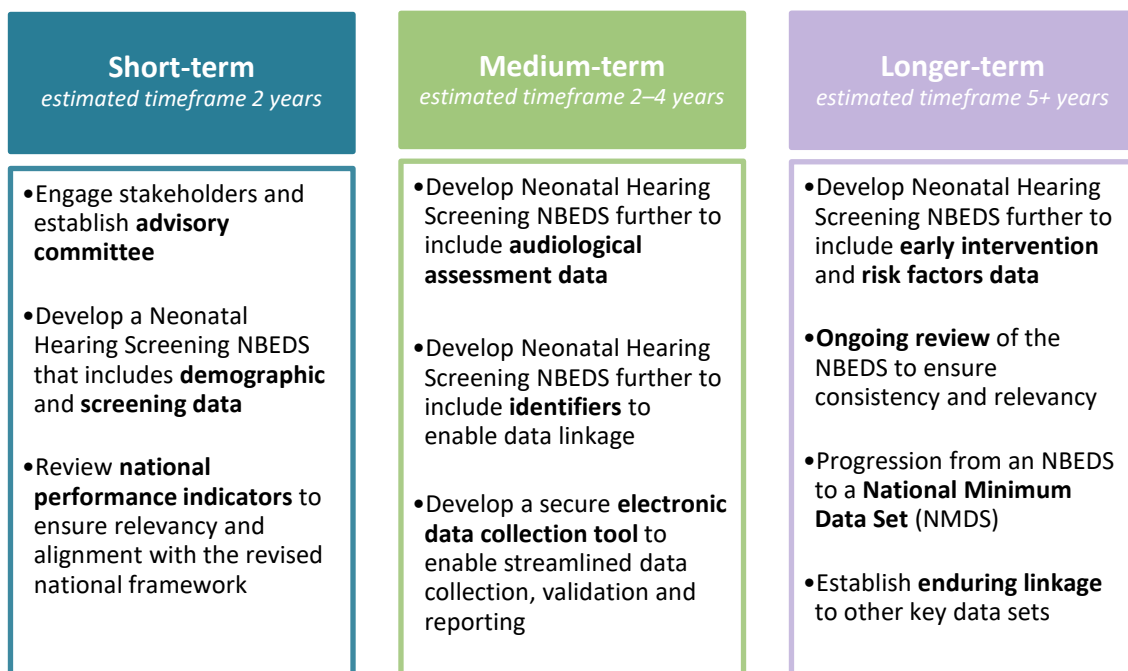 Short-term
estimated timeframe 2 years
•Engage stakeholders and
establish advisory
committee
•Develop a Neonatal
Hearing Screening NBEDS
that includes demographic
and screening data
•Review national
performance indicators to
ensure relevancy and
alignment with the revised
national framework
Medium-term
estimated timeframe 2–4 years
•Develop Neonatal Hearing
Screening NBEDS further to
include audiological
assessment data
•Develop Neonatal Hearing
Screening NBEDS further to
include identifiers to
enable data linkage
•Develop a secure electronic
data collection tool to
enable streamlined data
collection, validation and
reporting
Longer-term
estimated timeframe 5+ years
•Develop Neonatal Hearing
Screening NBEDS further to
include early intervention
and risk factors data
•Ongoing review of the
NBEDS to ensure
consistency and relevancy
•Progression from an NBEDS
to a National Minimum
Data Set (NMDS)
•Establish enduring linkage
to other key data sets